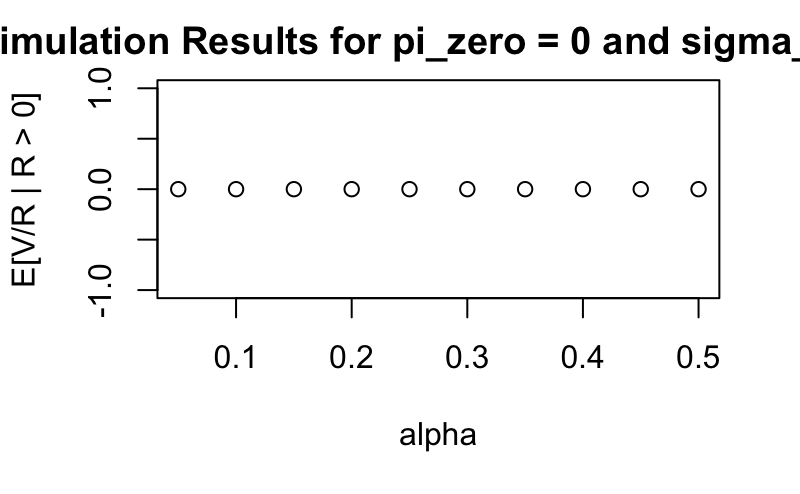 imulation Results for pi_zero = 0 and sigma_
E[V/R | R > 0]
1.0
0.0
-1.0
0.1 0.2 0.3 0.4 0.5
alpha